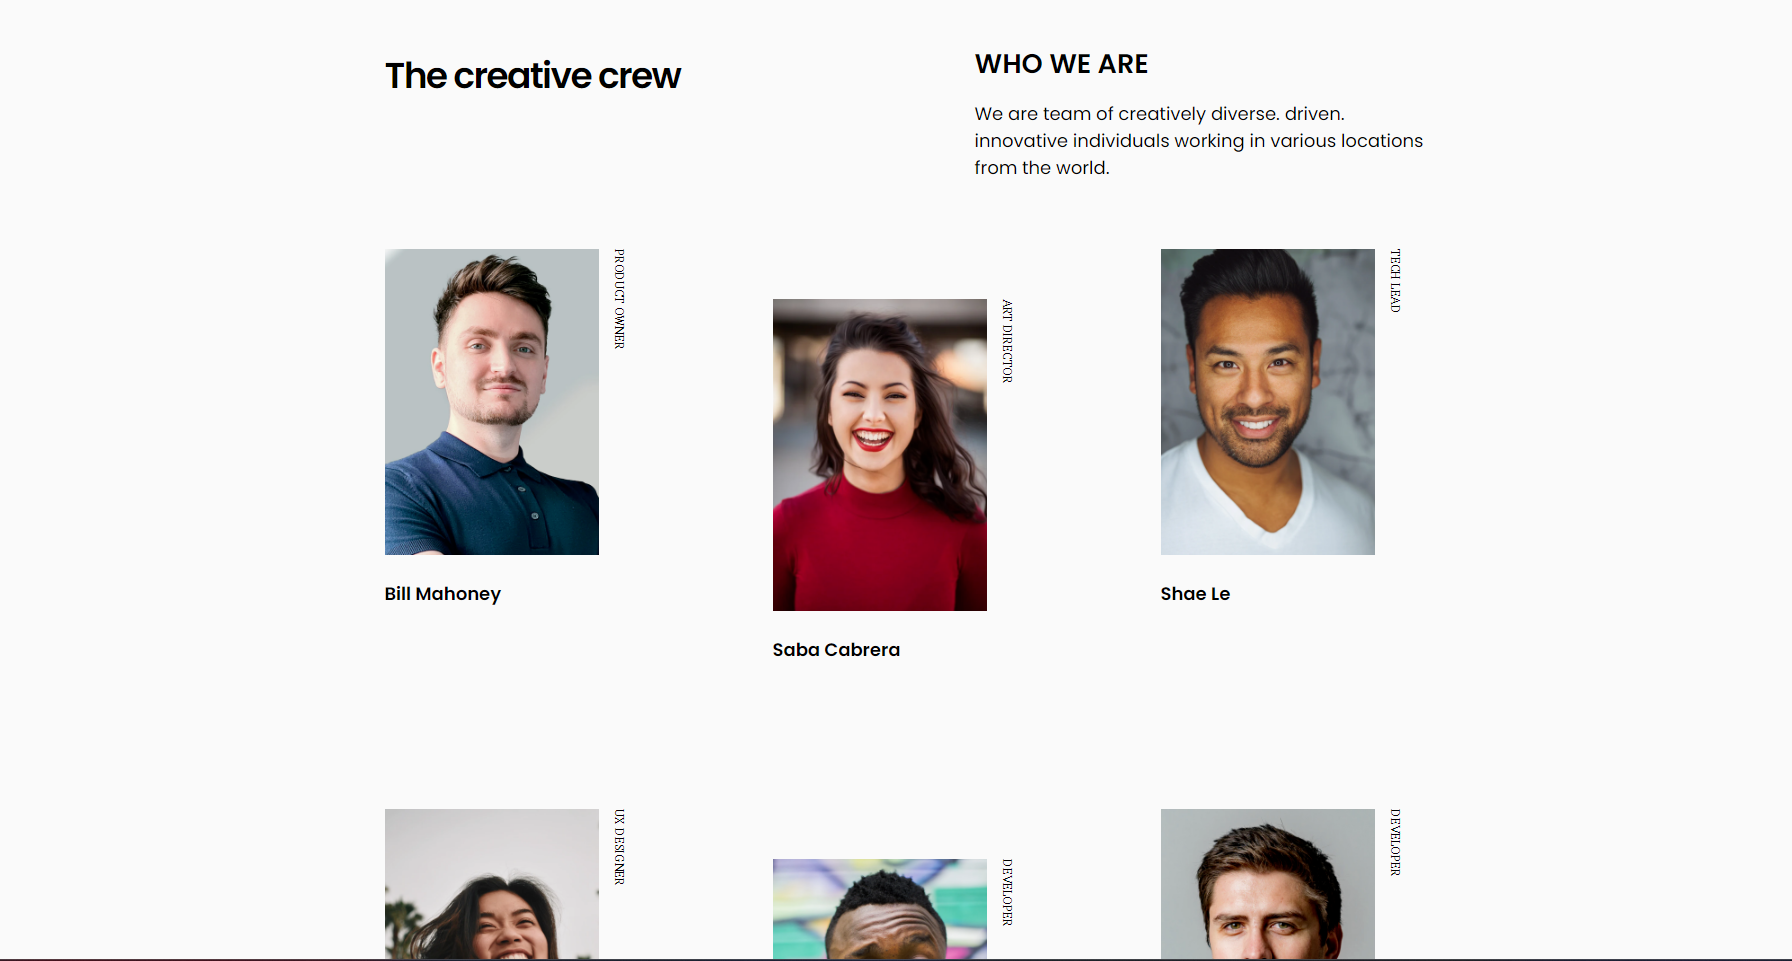 The creative crew
WHO WE ARE
We are team of creatively diverse. driven.
innovative individuals working in various locations
from the world.
PRODUCT OWNER
Bill Mahoney
ART DIRECTOR
Saba Cabrera
TECH LEAD
Shae Le
UX DESIGNER
DEVELOPER
DEVELOPER